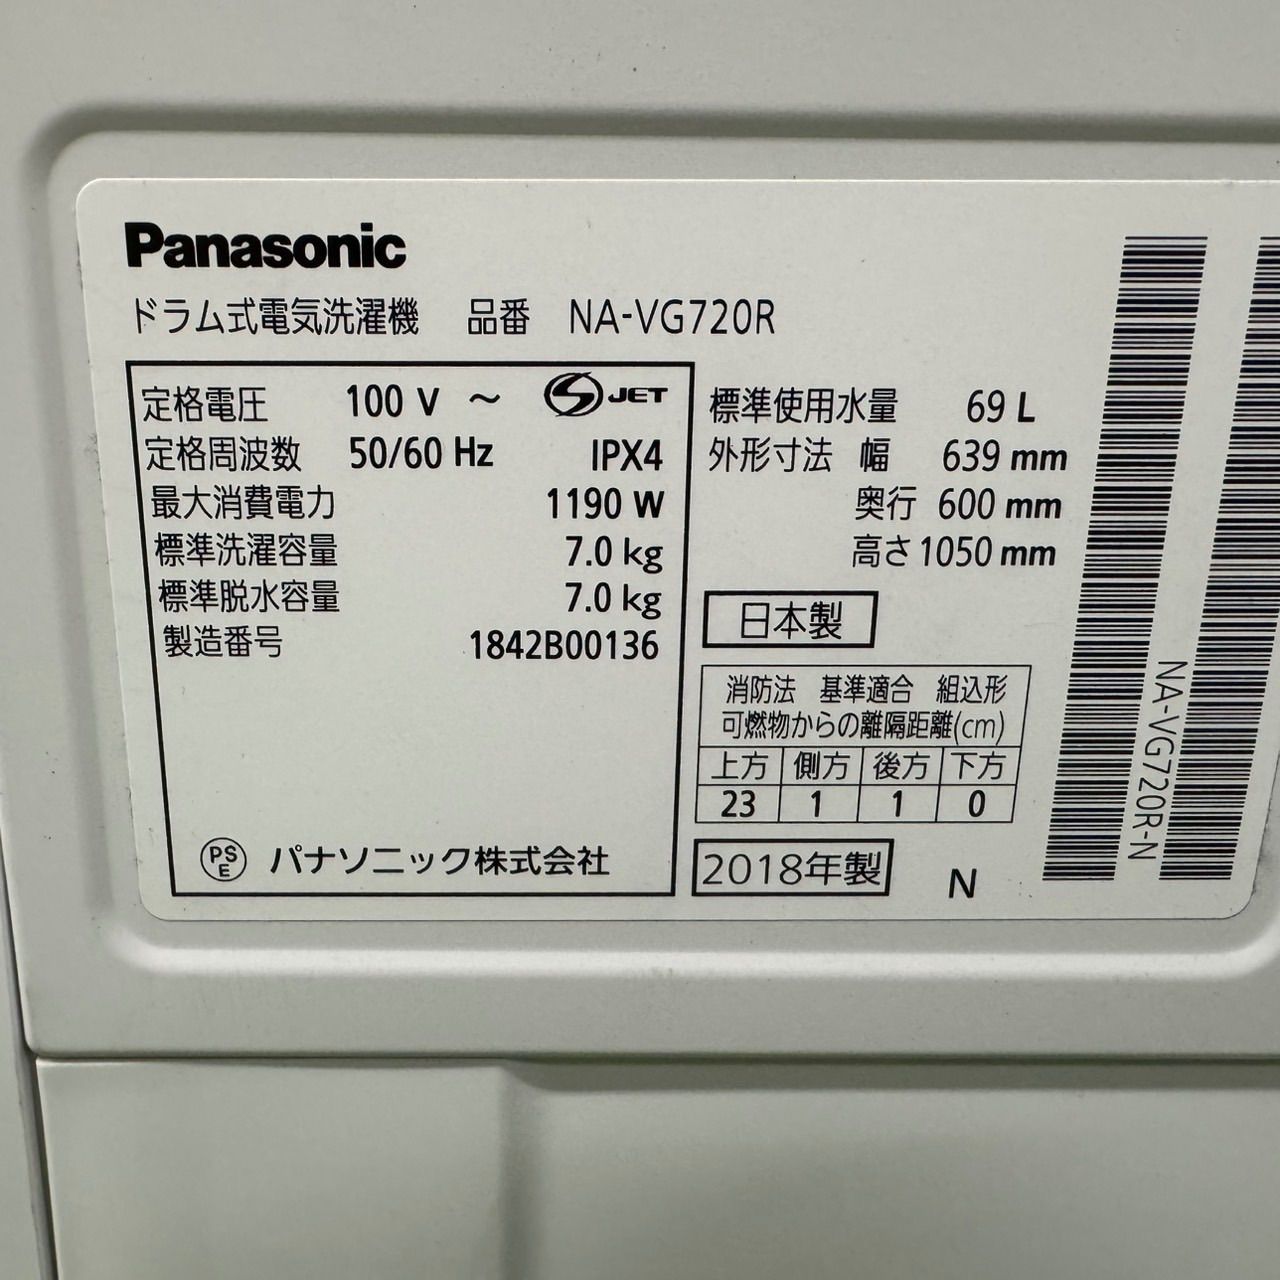 Panasonic
ドラム式電気洗濯機 品番 NA-VG720R
定格電圧 100 V ～ S JET
定格周波数 50/60 Hz IPX4
最大消費電力 1190 W
標準洗濯容量 7.0 kg
標準脱水容量 7.0 kg
製造番号 1842B00136
PS E パナソニック株式会社
標準使用水量 69 L
外形寸法 幅 639 mm
奥行 600 mm
高さ 1050 mm
日本製
消防法 基準適合 組込形
可燃物からの離隔距離(cm)
上方 側方 後方 下方
23 1 1 0
2018年製 N
NA-VG720R-N